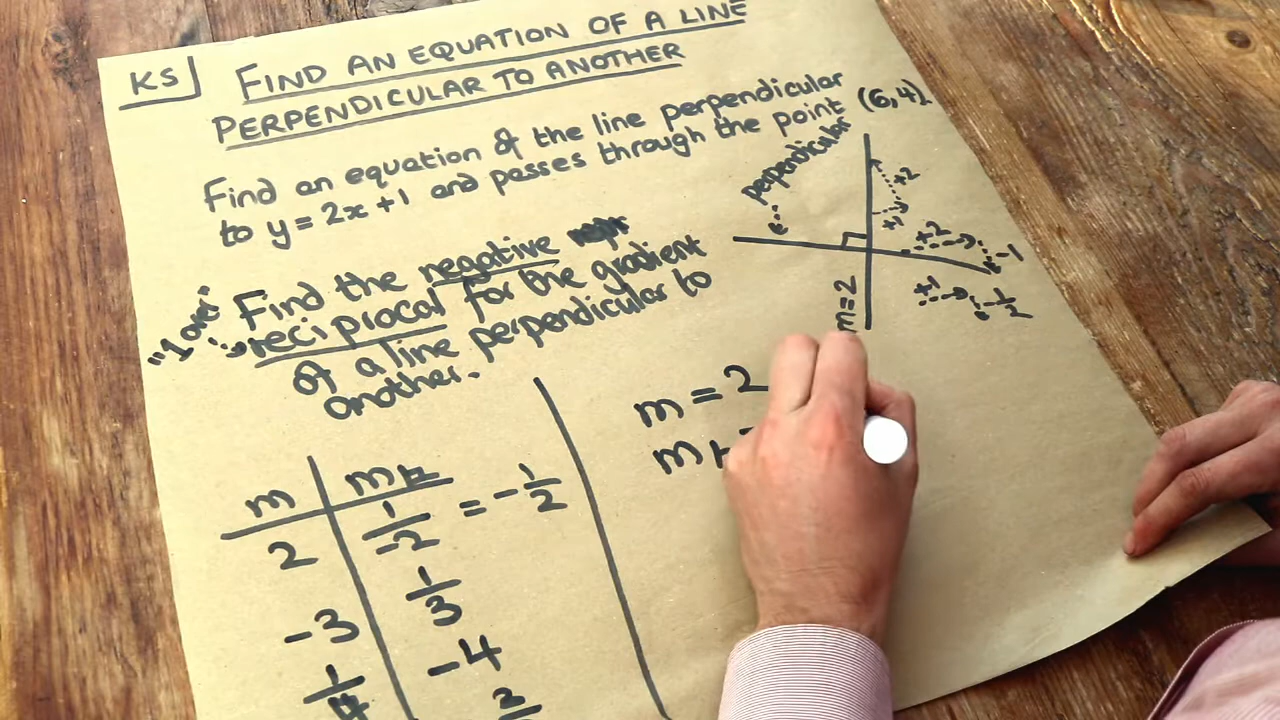 KS
FIND AN EQUATION OF A LINE
PERPENDICULAR TO ANOTHER
Find an equation of the line perpendicular
to y = 2x + 1 and passes through the point (6,4)
perpendicular
+2
+1
+2
-1
+1
-1/2
m = 2
Find the negative
"1 over" reciprocal for the gradient
of a line perpendicular to
another.
m = 2
m
m
2
1/-2 = -1/2
-3
1/3
1/4
-4